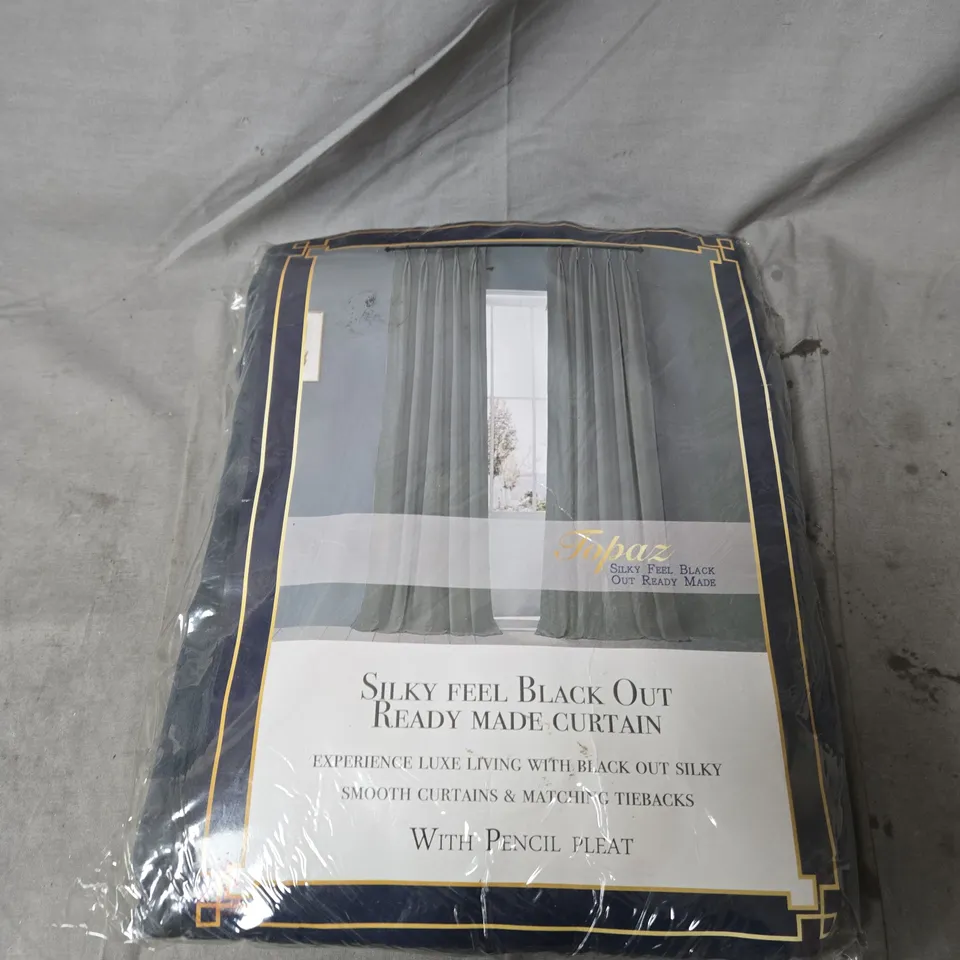 Topaz
Silky Feel Black
Out Ready Made
Silky feel Black Out
Ready made curtain
experience luxe living with black out silky
smooth curtains & matching tiebacks
With Pencil pleat